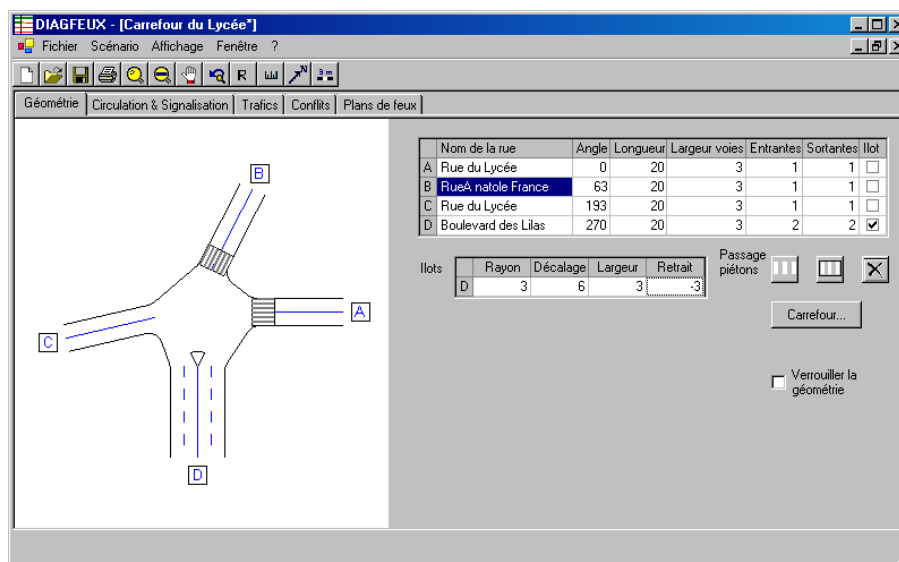 DIAGFEUX - [Carrefour du Lycée*]
Fichier Scénario Affichage Fenêtre ?
R
N
3 m
Géométrie Circulation & Signalisation Trafics Conflits Plans de feux
Nom de la rue Angle Longueur Largeur voies Entrantes Sortantes Ilot
A Rue du Lycée 0 20 3 1 1
B RueA natole France 63 20 3 1 1
C Rue du Lycée 193 20 3 1 1
D Boulevard des Lilas 270 20 3 2 2
Ilots Rayon Décalage Largeur Retrait
D 3 6 3 -3
Passage
piétons
Carrefour...
Verrouiller la
géométrie
B
A
C
D